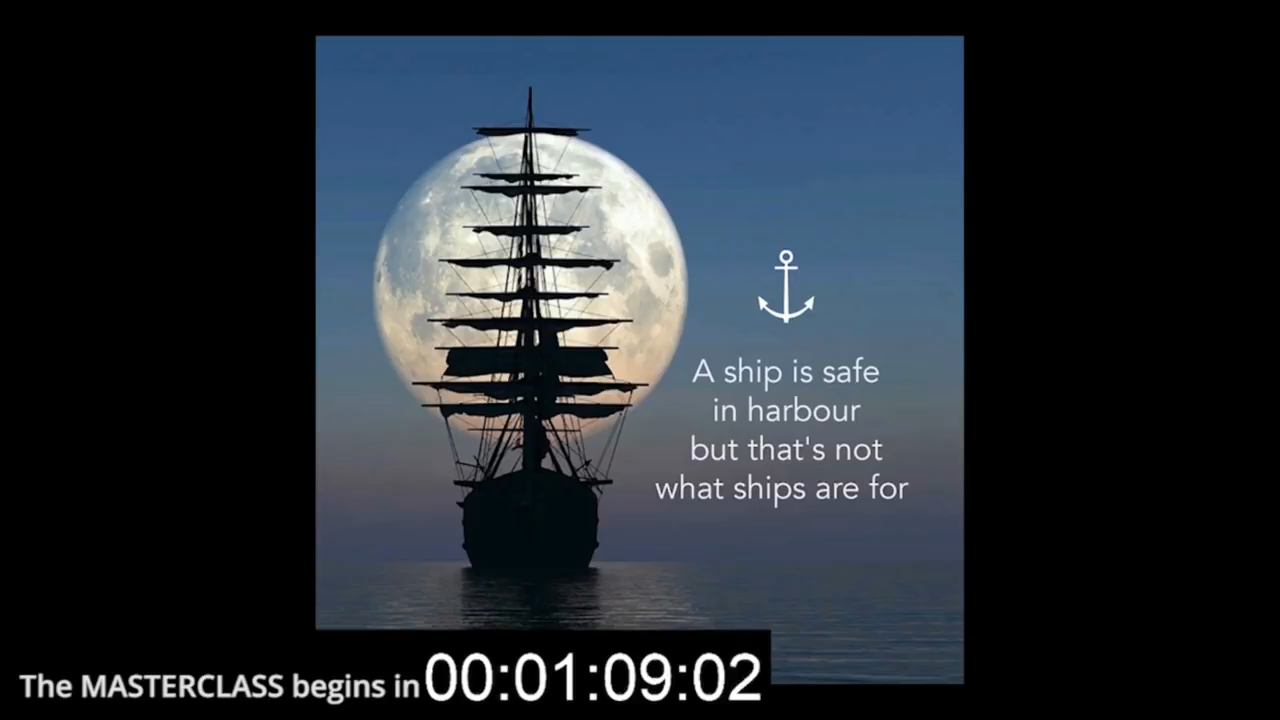 A ship is safe
in harbour
but that's not
what ships are for
The MASTERCLASS begins in 00:01:09:02